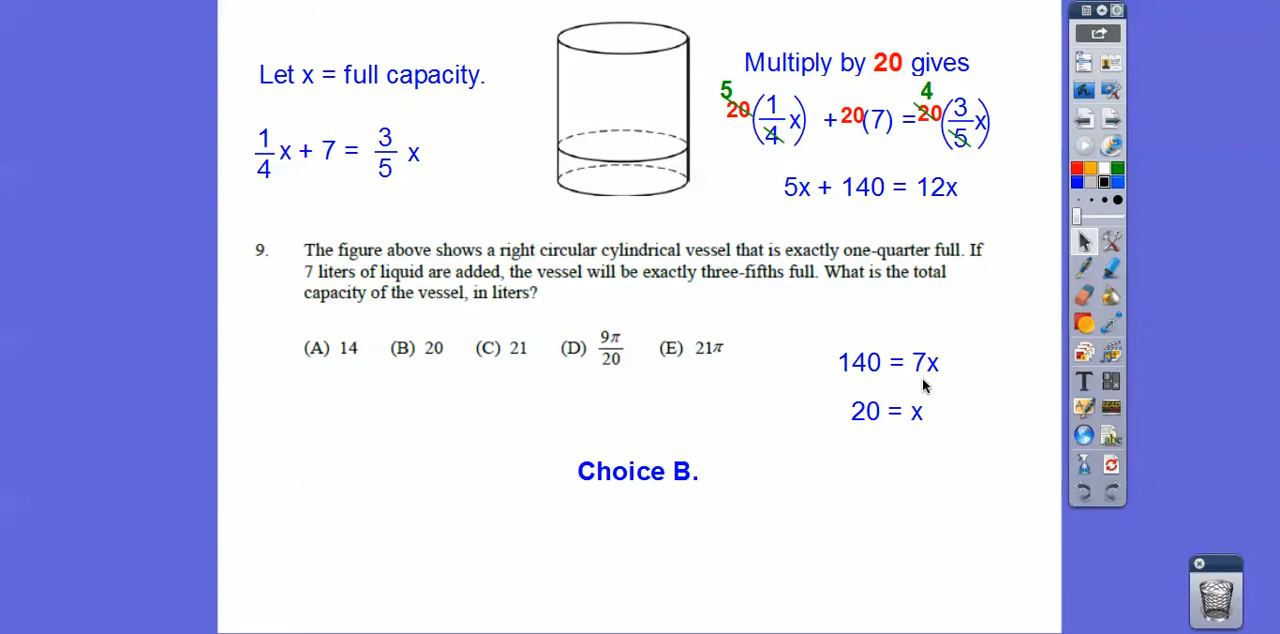 Let x = full capacity.
1/4 x + 7 = 3/5 x
Multiply by 20 gives
5 4
20(1/4 x) + 20(7) = 20(3/5 x)
5x + 140 = 12x
9. The figure above shows a right circular cylindrical vessel that is exactly one-quarter full. If
7 liters of liquid are added, the vessel will be exactly three-fifths full. What is the total
capacity of the vessel, in liters?
(A) 14 (B) 20 (C) 21 (D) 9π/20 (E) 21π
140 = 7x
20 = x
Choice B.